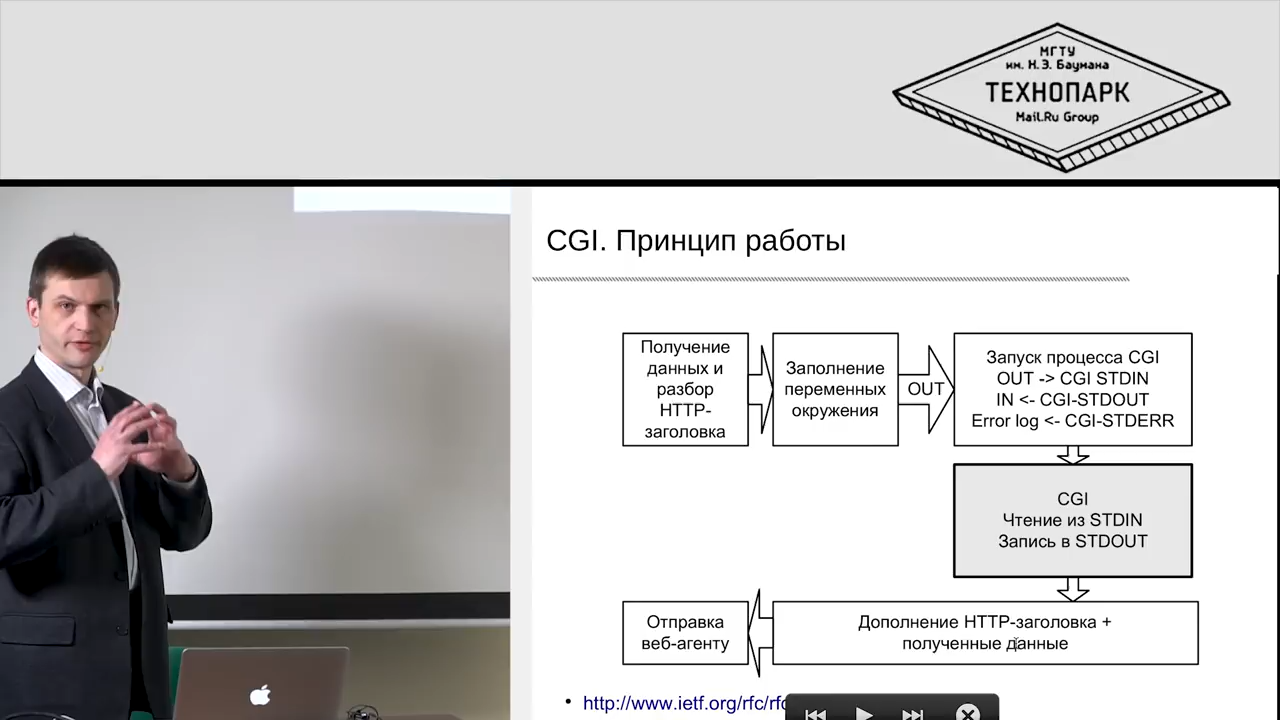 МГТУ
им. Н.Э. Баумана
ТЕХНОПАРК
Mail.Ru Group
CGI. Принцип работы
Получение
данных и
разбор
HTTP-
заголовка
Заполнение
переменных
окружения
OUT
Запуск процесса CGI
OUT -> CGI STDIN
IN <- CGI-STDOUT
Error log <- CGI-STDERR
CGI
Чтение из STDIN
Запись в STDOUT
Отправка
веб-агенту
Дополнение HTTP-заголовка +
полученные данные
• http://www.ietf.org/rfc/rfc